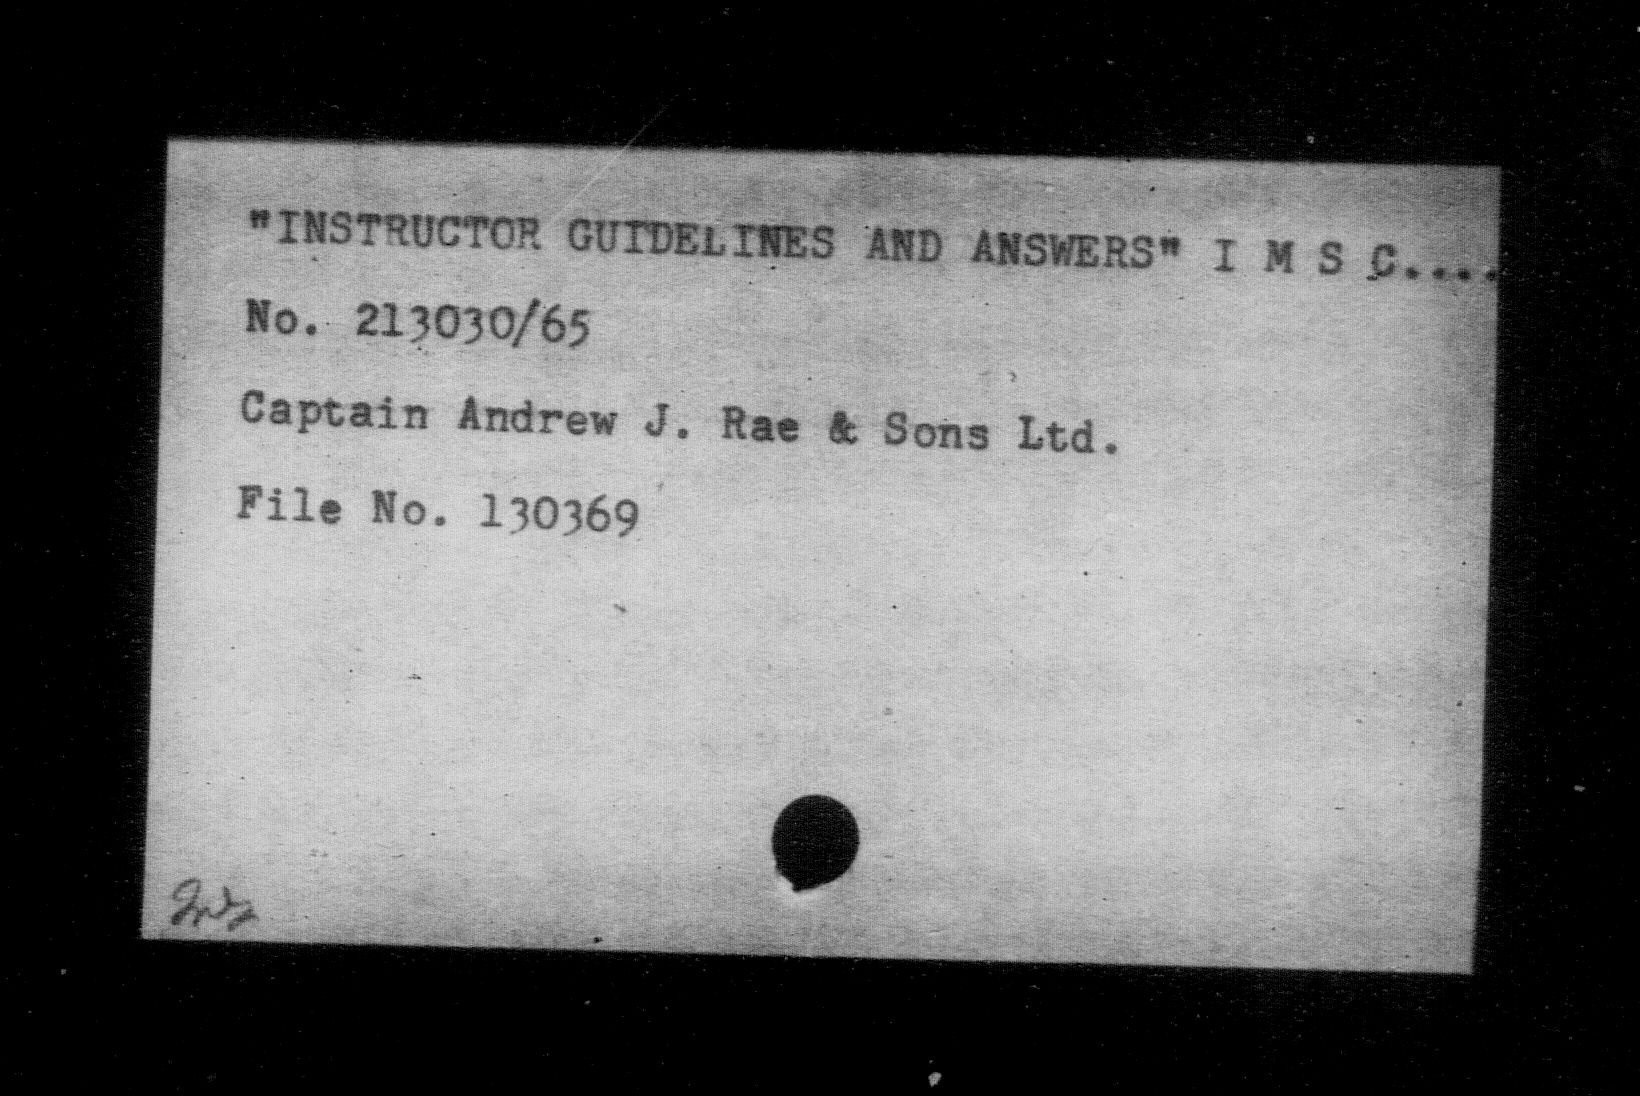 "INSTRUCTOR GUIDELINES AND ANSWERS" I M S C....
No. 213030/65
Captain Andrew J. Rae & Sons Ltd.
File No. 130369